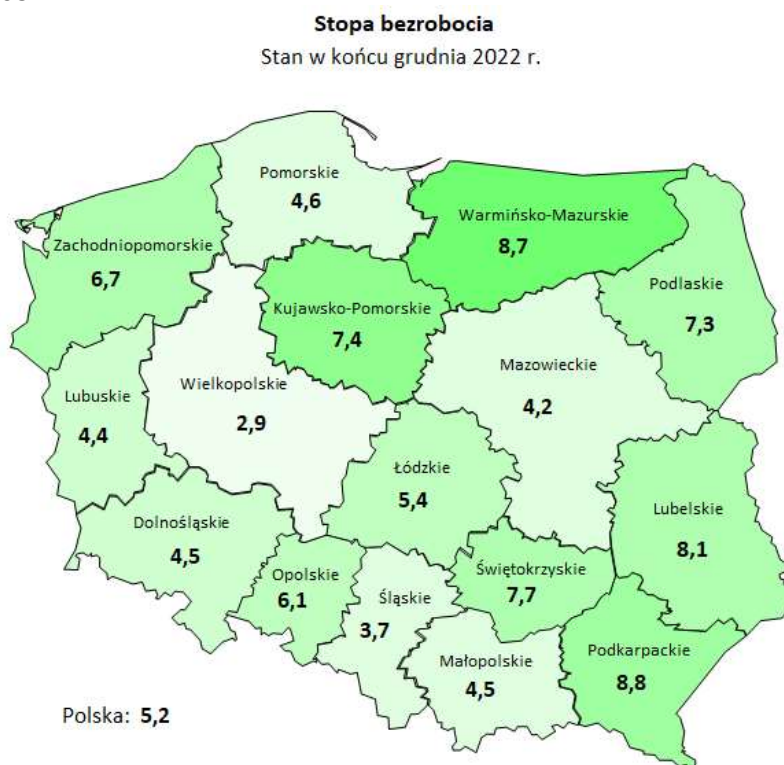 Stopa bezrobocia
Stan w końcu grudnia 2022 r.
Pomorskie
4,6
Warmińsko-Mazurskie
8,7
Zachodniopomorskie
6,7
Podlaskie
7,3
Kujawsko-Pomorskie
7,4
Mazowieckie
4,2
Wielkopolskie
2,9
Lubuskie
4,4
Łódzkie
5,4
Lubelskie
8,1
Dolnośląskie
4,5
Opolskie
6,1
Śląskie
3,7
Świętokrzyskie
7,7
Małopolskie
4,5
Podkarpackie
8,8
Polska: 5,2